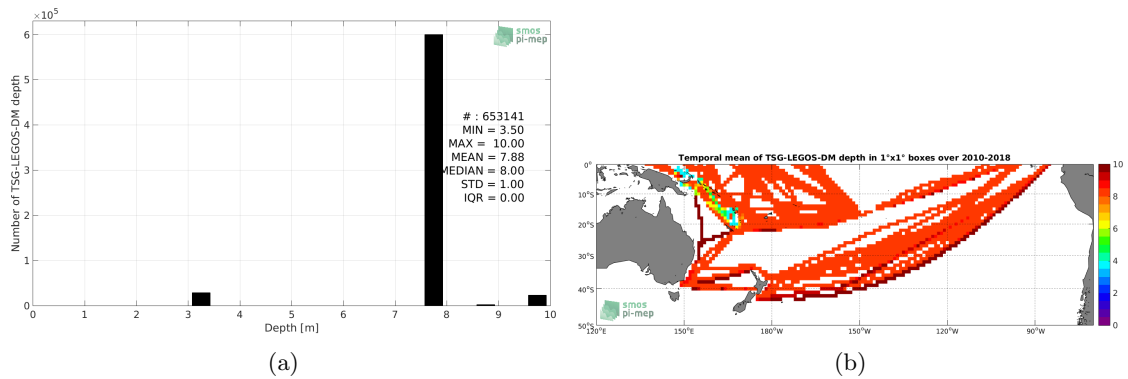 ×10⁵
6
5
4
3
2
1
0
Number of TSG-LEGOS-DM depth
smos
pi-mep
# : 653141
MIN = 3.50
MAX = 10.00
MEAN = 7.88
MEDIAN = 8.00
STD = 1.00
IQR = 0.00
0 1 2 3 4 5 6 7 8 9 10
Depth [m]
(a)
Temporal mean of TSG-LEGOS-DM depth in 1°x1° boxes over 2010-2018
0°
10°S
20°S
30°S
40°S
50°S
120°E 150°E 180°W 150°W 120°W 90°W
smos
pi-mep
10
8
6
4
2
0
(b)